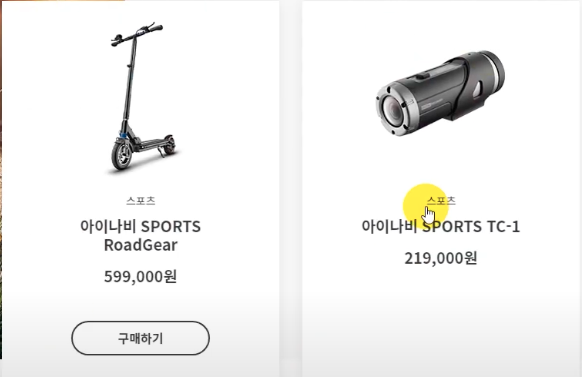 스포츠
아이나비 SPORTS
RoadGear
599,000원
구매하기
스포츠
아이나비 SPORTS TC-1
219,000원